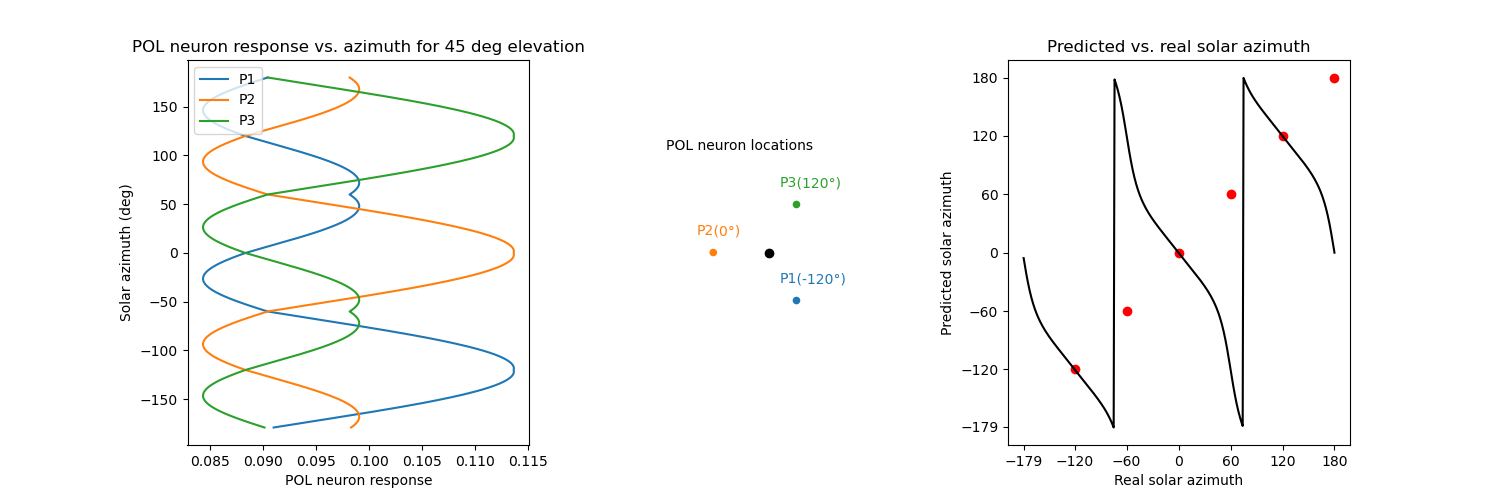 POL neuron response vs. azimuth for 45 deg elevation
P1
P2
P3
150
100
50
0
−50
−100
−150
Solar azimuth (deg)
0.085 0.090 0.095 0.100 0.105 0.110 0.115
POL neuron response
POL neuron locations
P3(120°)
P2(0°)
P1(-120°)
Predicted vs. real solar azimuth
180
120
60
0
−60
−120
−179
Predicted solar azimuth
−179 −120 −60 0 60 120 180
Real solar azimuth